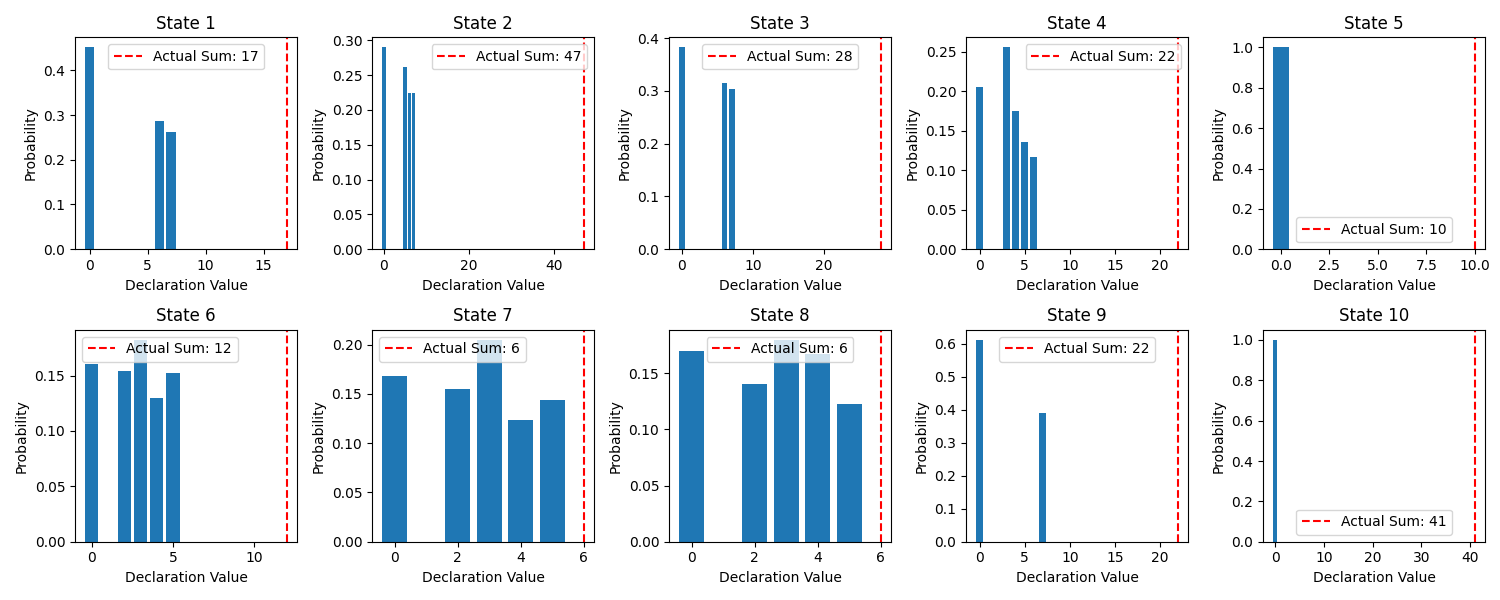 State 1
Actual Sum: 17
Probability
0.4
0.3
0.2
0.1
0.0
0 5 10 15
Declaration Value
State 2
Actual Sum: 47
Probability
0.30
0.25
0.20
0.15
0.10
0.05
0.00
0 20 40
Declaration Value
State 3
Actual Sum: 28
Probability
0.4
0.3
0.2
0.1
0.0
0 10 20
Declaration Value
State 4
Actual Sum: 22
Probability
0.25
0.20
0.15
0.10
0.05
0.00
0 5 10 15 20
Declaration Value
State 5
Actual Sum: 10
Probability
1.0
0.8
0.6
0.4
0.2
0.0
0.0 2.5 5.0 7.5 10.0
Declaration Value
State 6
Actual Sum: 12
Probability
0.15
0.10
0.05
0.00
0 5 10
Declaration Value
State 7
Actual Sum: 6
Probability
0.20
0.15
0.10
0.05
0.00
0 2 4 6
Declaration Value
State 8
Actual Sum: 6
Probability
0.15
0.10
0.05
0.00
0 2 4 6
Declaration Value
State 9
Actual Sum: 22
Probability
0.6
0.5
0.4
0.3
0.2
0.1
0.0
0 5 10 15 20
Declaration Value
State 10
Actual Sum: 41
Probability
1.0
0.8
0.6
0.4
0.2
0.0
0 10 20 30 40
Declaration Value